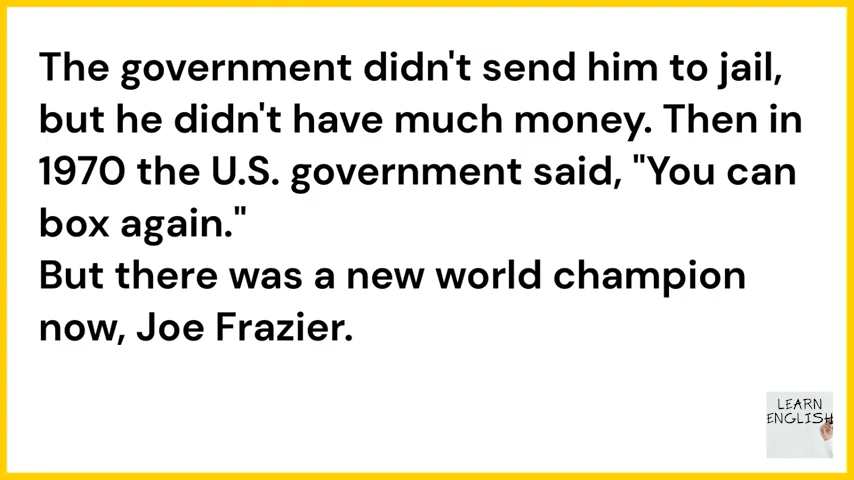 The government didn't send him to jail,
but he didn't have much money. Then in
1970 the U.S. government said, "You can
box again."
But there was a new world champion
now, Joe Frazier.
LEARN
ENGLISH